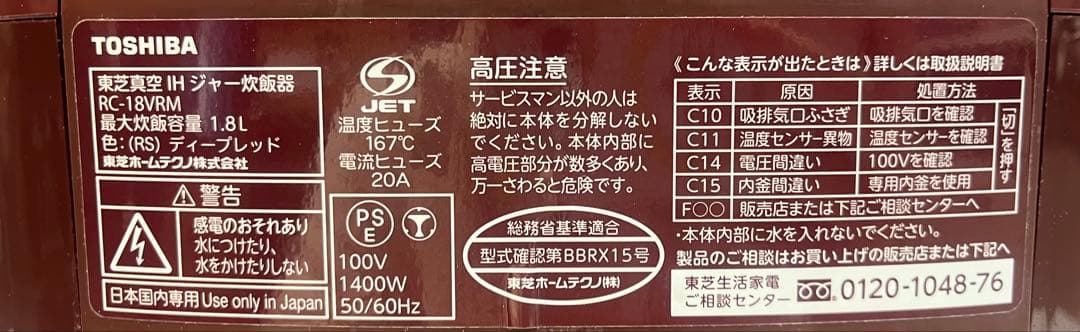 TOSHIBA
東芝真空 IH ジャー炊飯器
RC-18VRM
最大炊飯容量 1.8L
色：(RS) ディープレッド
東芝ホームテクノ株式会社
警告
感電のおそれあり
水につけたり、
水をかけたりしない
日本国内専用 Use only in Japan
S
JET
温度ヒューズ
167℃
電流ヒューズ
20A
PS
E
100V
1400W
50/60Hz
高圧注意
サービスマン以外の人は
絶対に本体を分解しない
でください。本体内部に
高電圧部分が数多くあり、
万一さわると危険です。
総務省基準適合
型式確認第BBRX15号
東芝ホームテクノ(株)
《こんな表示が出たときは》詳しくは取扱説明書
表示 原因 処置方法
C10 吸排気口ふさぎ 吸排気口を確認
C11 温度センサー異物 温度センサーを確認
C14 電圧間違い 100Vを確認
C15 内釜間違い 専用内釜を使用
「切」を押す
F○○ 販売店または下記ご相談センターへ
・本体内部に水を入れないでください。
製品のご相談はお買い上げの販売店または下記へ
東芝生活家電
ご相談センター 0120-1048-76